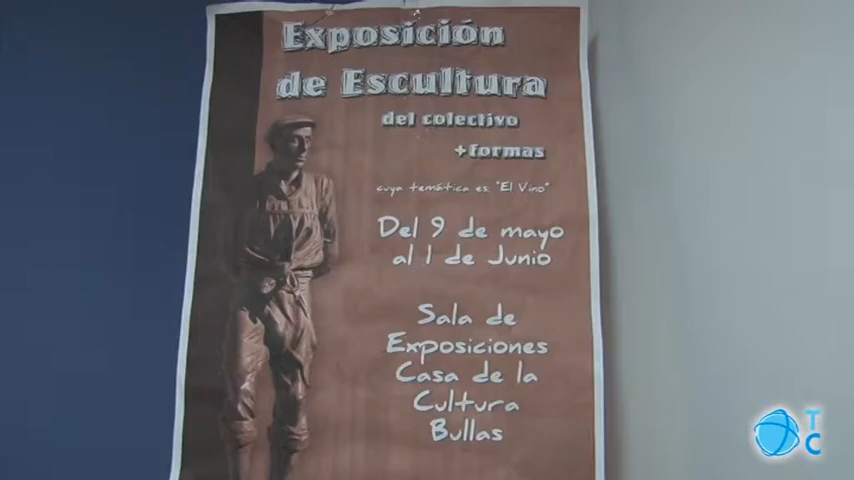 Exposición
de Escultura
del colectivo
+formas
cuya temática es: "El Vino"
Del 9 de mayo
al 1 de Junio
Sala de
Exposiciones
Casa de la
Cultura
Bullas
TC